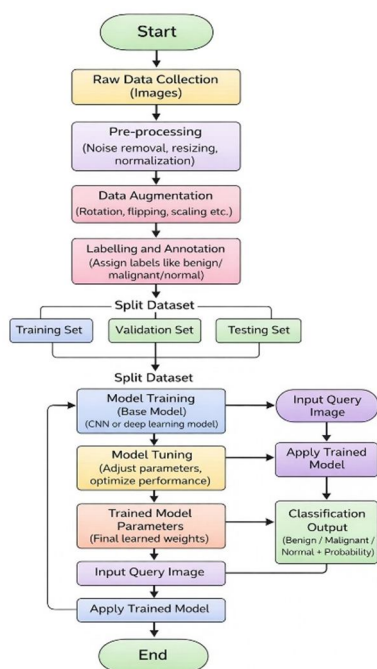 Start
Raw Data Collection
(Images)
Pre-processing
(Noise removal, resizing,
normalization)
Data Augmentation
(Rotation, flipping, scaling etc.)
Labelling and Annotation
(Assign labels like benign/
malignant/normal)
Split Dataset
Training Set
Validation Set
Testing Set
Split Dataset
Model Training
(Base Model)
(CNN or deep learning model)
Model Tuning
(Adjust parameters,
optimize performance)
Trained Model
Parameters
(Final learned weights)
Input Query Image
Apply Trained Model
End
Input Query
Image
Apply Trained
Model
Classification
Output
(Benign / Malignant /
Normal + Probability)